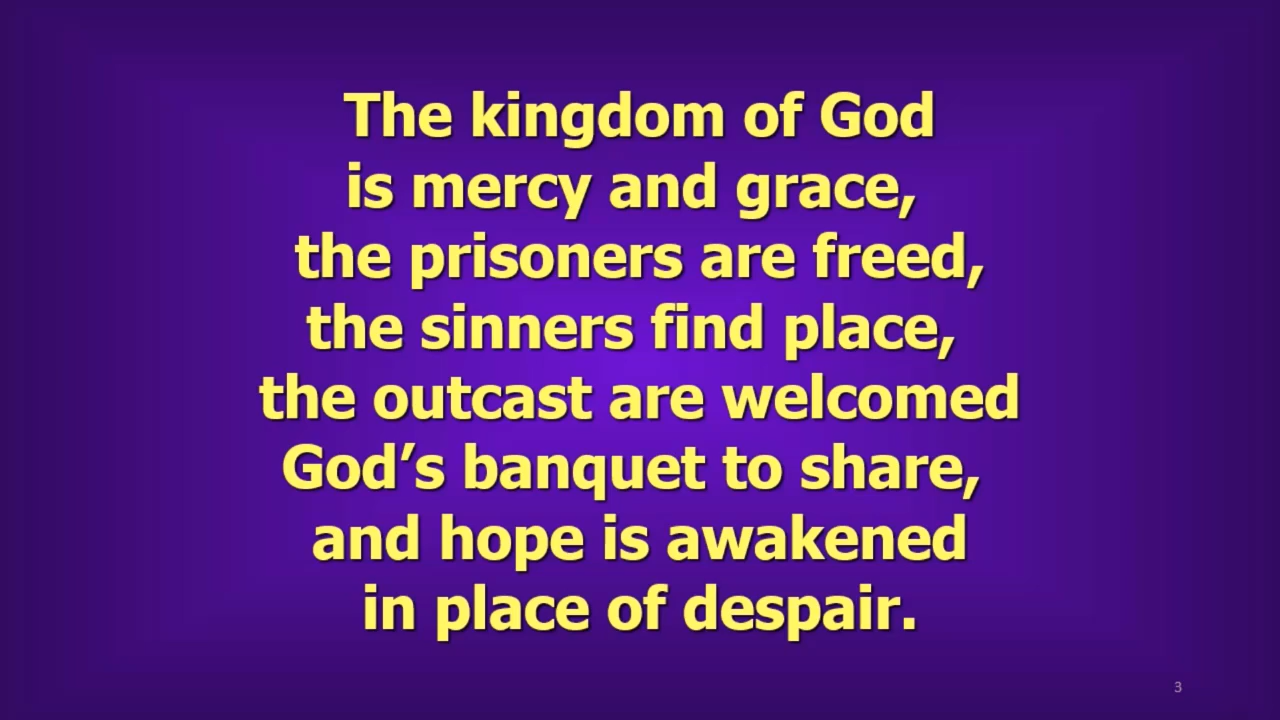 The kingdom of God
is mercy and grace,
the prisoners are freed,
the sinners find place,
the outcast are welcomed
God’s banquet to share,
and hope is awakened
in place of despair.
3